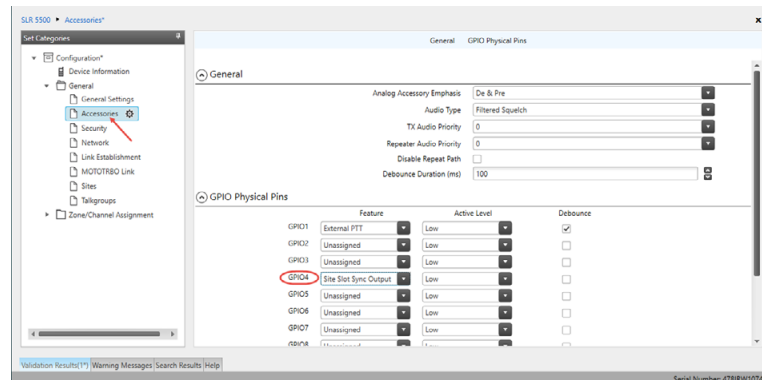 SLR 5500 ▸ Accessories*
x
Set Categories
General GPIO Physical Pins
Configuration*
Device Information
General
General Settings
Accessories
Security
Network
Link Establishment
MOTOTRBO Link
Sites
Talkgroups
Zone/Channel Assignment
General
Analog Accessory Emphasis De & Pre
Audio Type Filtered Squelch
TX Audio Priority 0
Repeater Audio Priority 0
Disable Repeat Path
Debounce Duration (ms) 100
GPIO Physical Pins
Feature Active Level Debounce
GPIO1 External PTT Low
GPIO2 Unassigned Low
GPIO3 Unassigned Low
GPIO4 Site Slot Sync Output Low
GPIO5 Unassigned Low
GPIO6 Unassigned Low
GPIO7 Unassigned Low
GPIO8 Unassigned Low
Validation Results(1*) Warning Messages Search Results Help
Serial Number: